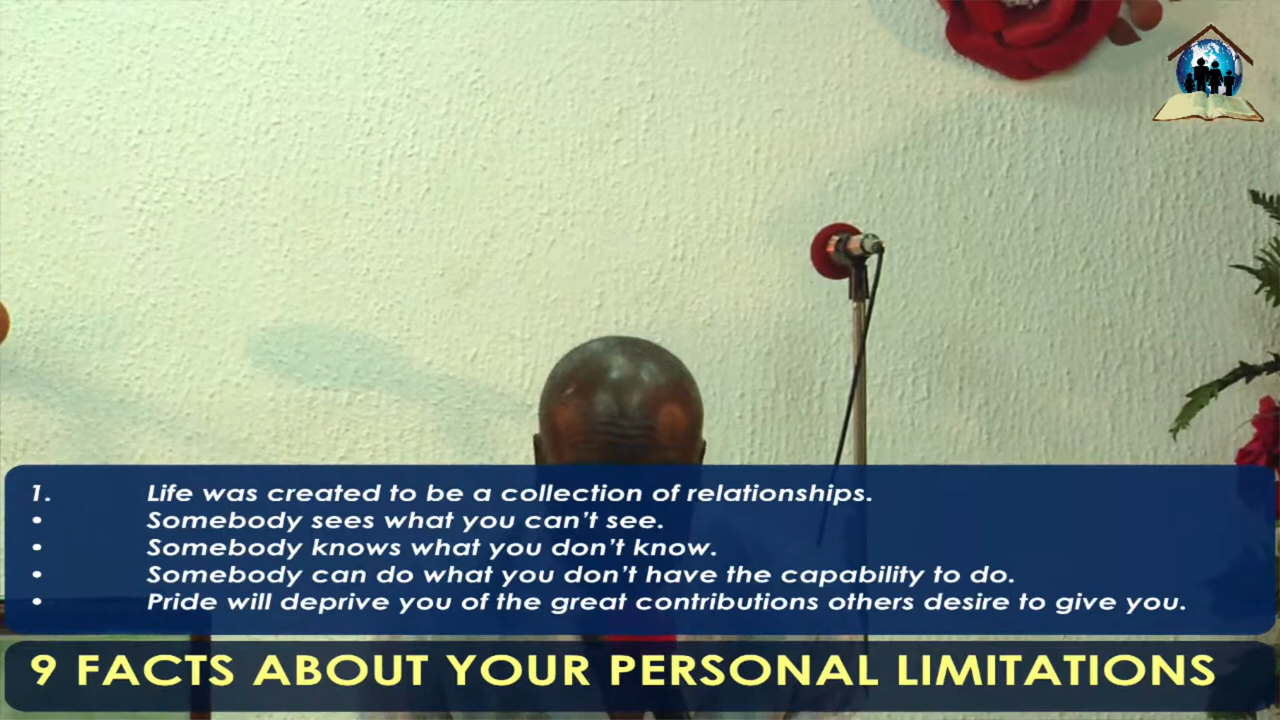 1. Life was created to be a collection of relationships.
• Somebody sees what you can't see.
• Somebody knows what you don't know.
• Somebody can do what you don't have the capability to do.
• Pride will deprive you of the great contributions others desire to give you.
9 FACTS ABOUT YOUR PERSONAL LIMITATIONS